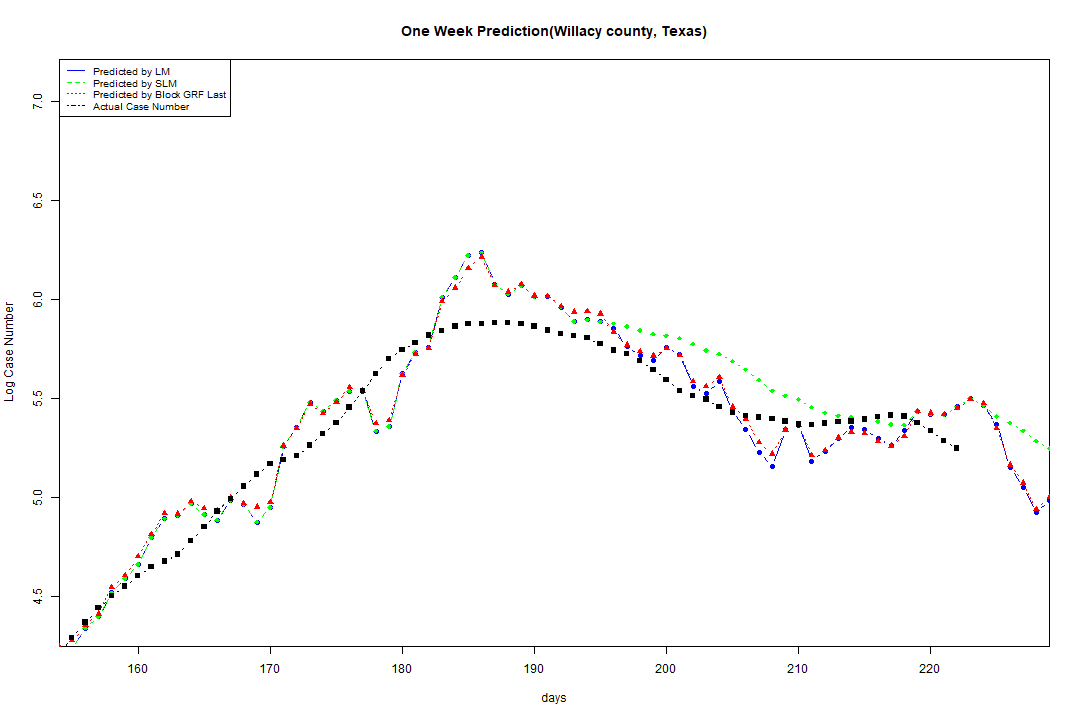 One Week Prediction(Willacy county, Texas)
Predicted by LM
Predicted by SLM
Predicted by Block GRF Last
Actual Case Number
7.0
6.5
6.0
5.5
5.0
4.5
Log Case Number
160 170 180 190 200 210 220
days